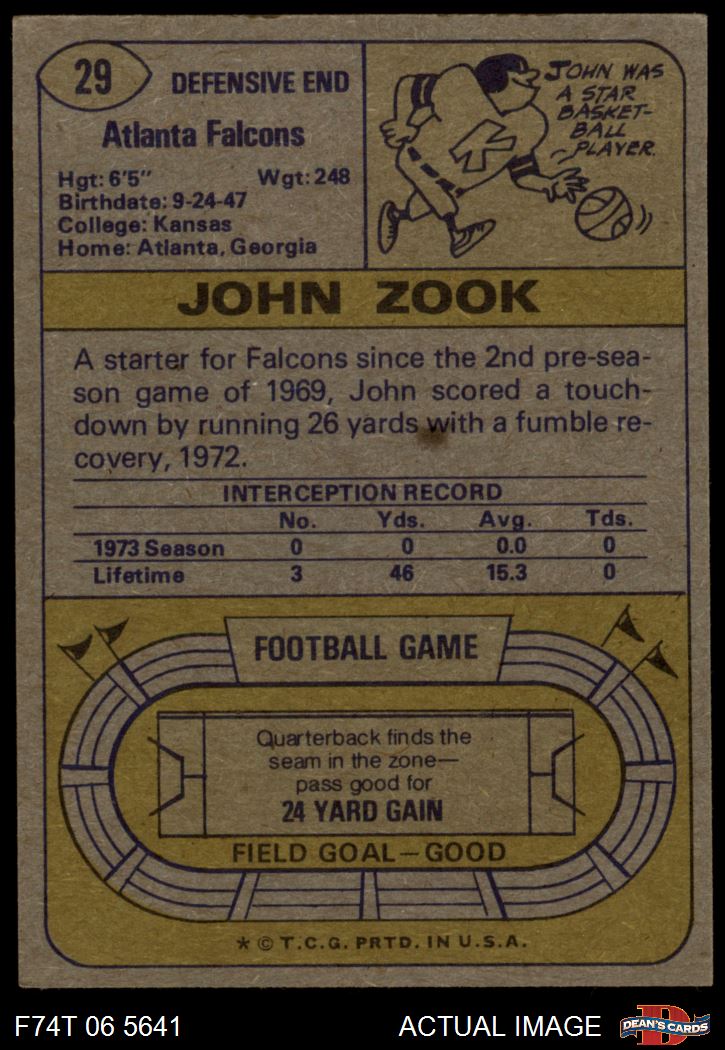 29
DEFENSIVE END
Atlanta Falcons
Hgt: 6'5" Wgt: 248
Birthdate: 9-24-47
College: Kansas
Home: Atlanta, Georgia
JOHN WAS
A STAR
BASKET-
BALL
PLAYER.
K
JOHN ZOOK
A starter for Falcons since the 2nd pre-sea-
son game of 1969, John scored a touch-
down by running 26 yards with a fumble re-
covery, 1972.
INTERCEPTION RECORD
No. Yds. Avg. Tds.
1973 Season 0 0 0.0 0
Lifetime 3 46 15.3 0
FOOTBALL GAME
Quarterback finds the
seam in the zone—
pass good for
24 YARD GAIN
FIELD GOAL—GOOD
* © T.C.G. PRTD. IN U.S.A.
F74T 06 5641 ACTUAL IMAGE
D
DEAN'S CARDS